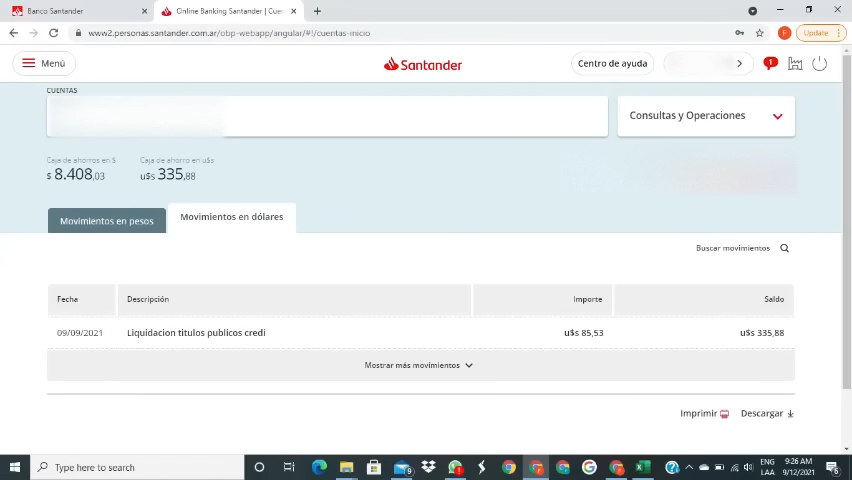 Banco Santander
Online Banking Santander | Cue
www2.personas.santander.com.ar/obp-webapp/angular/#!/cuentas-inicio
F
Update
Menú
Santander
Centro de ayuda
1
CUENTAS
Consultas y Operaciones
Caja de ahorros en $
Caja de ahorro en u$s
$ 8.408,03
u$s 335,88
Movimientos en pesos
Movimientos en dólares
Buscar movimientos
Fecha
Descripción
Importe
Saldo
09/09/2021
Liquidacion titulos publicos credi
u$s 85,53
u$s 335,88
Mostrar más movimientos
Imprimir
Descargar
Type here to search
9
ENG
LAA
9:26 AM
9/12/2021